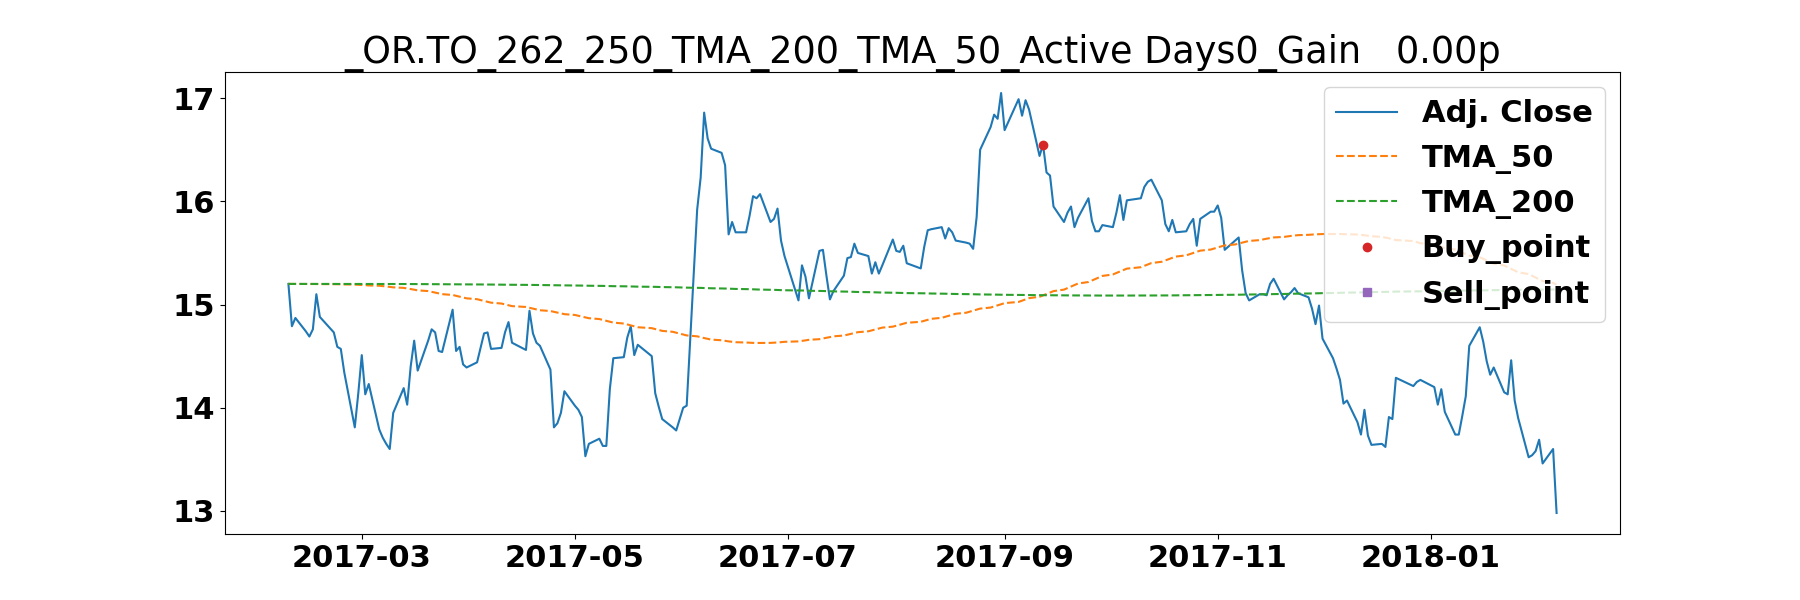 _OR.TO_262_250_TMA_200_TMA_50_Active Days0_Gain   0.00p
17
16
15
14
13
Adj. Close
TMA_50
TMA_200
Buy_point
Sell_point
2017-03 2017-05 2017-07 2017-09 2017-11 2018-01